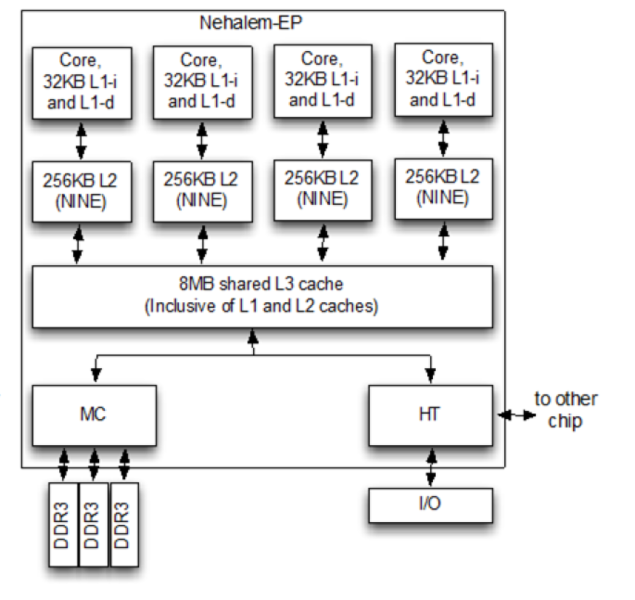 Nehalem-EP
Core,
32KB L1-i
and L1-d
Core,
32KB L1-i
and L1-d
Core,
32KB L1-i
and L1-d
Core,
32KB L1-i
and L1-d
256KB L2
(NINE)
256KB L2
(NINE)
256KB L2
(NINE)
256KB L2
(NINE)
8MB shared L3 cache
(Inclusive of L1 and L2 caches)
MC
HT
to other
chip
DDR3
DDR3
DDR3
I/O